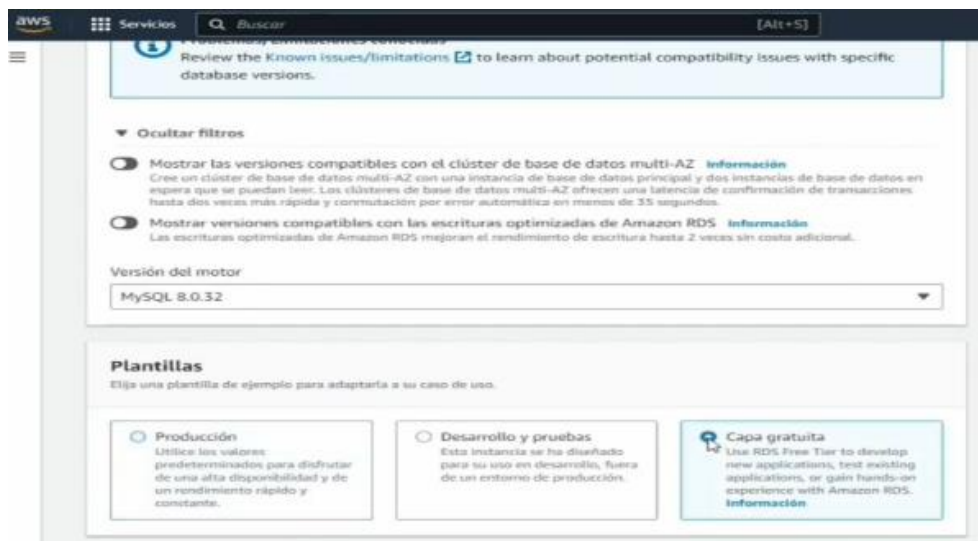 aws
Servicios
Buscar
[Alt+S]
Problemas/Limitaciones conocidas
Review the Known issues/limitations to learn about potential compatibility issues with specific
database versions.
Ocultar filtros
Mostrar las versiones compatibles con el clúster de base de datos multi-AZ Información
Cree un clúster de base de datos multi-AZ con una instancia de base de datos principal y dos instancias de base de datos en
espera que se puedan leer. Los clústeres de base de datos multi-AZ ofrecen una latencia de confirmación de transacciones
hasta dos veces más rápida y conmutación por error automática en menos de 35 segundos.
Mostrar versiones compatibles con las escrituras optimizadas de Amazon RDS Información
Las escrituras optimizadas de Amazon RDS mejoran el rendimiento de escritura hasta 2 veces sin costo adicional.
Versión del motor
MySQL 8.0.32
Plantillas
Elija una plantilla de ejemplo para adaptarla a su caso de uso.
Producción
Utilice los valores
predeterminados para disfrutar
de una alta disponibilidad y de
un rendimiento rápido y
constante.
Desarrollo y pruebas
Esta instancia se ha diseñado
para su uso en desarrollo, fuera
de un entorno de producción.
Capa gratuita
Use RDS Free Tier to develop
new applications, test existing
applications, or gain hands-on
experience with Amazon RDS.
Información